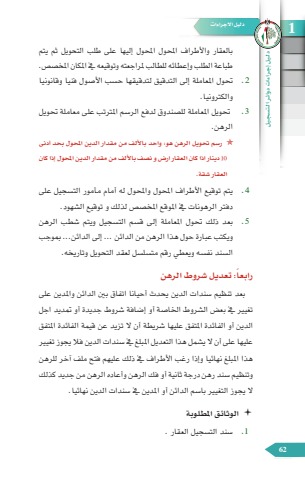 دليل الاجراءات
1
دليل إجراءات دوائر التسجيل
بالعقار والأطراف المحول المحول إليها على طلب التحويل ثم يتم
طباعة الطلب وإعطائه للطالب لمراجعته وتوقيعه في المكان المخصص.
2. تحول المعاملة إلى التدقيق لتدقيقها حسب الأصول فنيا وقانونيا
والكترونيا.
3. تحويل المعاملة للصندوق لدفع الرسم المترتب على معاملة تحويل
الرهن.
★ رسم تحويل الرهن هو: واحد بالألف من مقدار الدين المحول بحد ادنى
10 دينار اذا كان العقار ارض و نصف بالألف من مقدار الدين المحول إذا كان
العقار شقة.
4. يتم توقيع الأطراف المحول والمحول له أمام مأمور التسجيل على
دفتر الرهونات في الموقع المخصص لذلك و توقيع الشهود.
5. بعد ذلك تحول المعاملة إلى قسم التسجيل ويتم شطب الرهن
ويكتب عبارة حول هذا الرهن من الدائن ... إلى الدائن... بموجب
السند نفسه ويعطي رقم متسلسل لعقد التحويل وتاريخه.
رابعاً: تعديل شروط الرهن
بعد تنظيم سندات الدين يحدث أحيانا اتفاق بين الدائن والمدين على
تغيير في بعض الشروط الخاصة أو إضافة شروط جديدة أو تمديد اجل
الدين أو الفائدة المتفق عليها شريطة أن لا تزيد عن قيمة الفائدة المتفق
عليها على أن لا يشمل هذا التعديل المبلغ في سندات الدين فلا يجوز تغيير
هذا المبلغ نهائيا وإذا رغب الأطراف في ذلك عليهم فتح ملف آخر للرهن
وتنظيم سند رهن درجة ثانية أو فك الرهن وأعاده الرهن من جديد كذلك
لا يجوز التغيير باسم الدائن أو المدين في سندات الدين نهائيا.
الوثائق المطلوبة
1. سند التسجيل العقار .
62